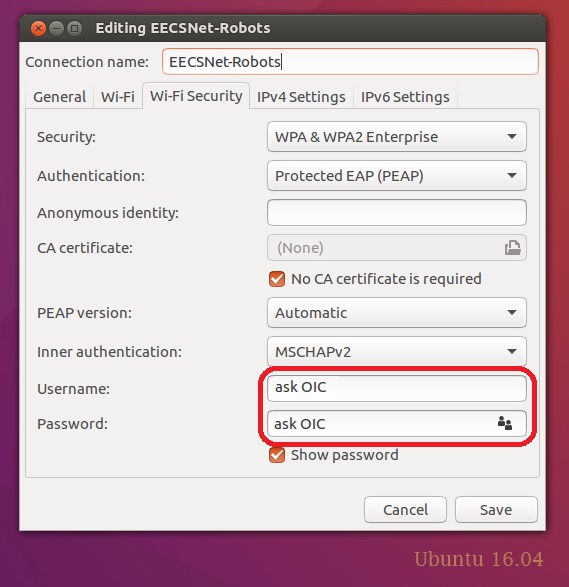 Editing EECSNet-Robots
Connection name: EECSNet-Robots
General Wi-Fi Wi-Fi Security IPv4 Settings IPv6 Settings
Security: WPA & WPA2 Enterprise
Authentication: Protected EAP (PEAP)
Anonymous identity:
CA certificate: (None)
No CA certificate is required
PEAP version: Automatic
Inner authentication: MSCHAPv2
Username: ask OIC
Password: ask OIC
Show password
Cancel Save
Ubuntu 16.04